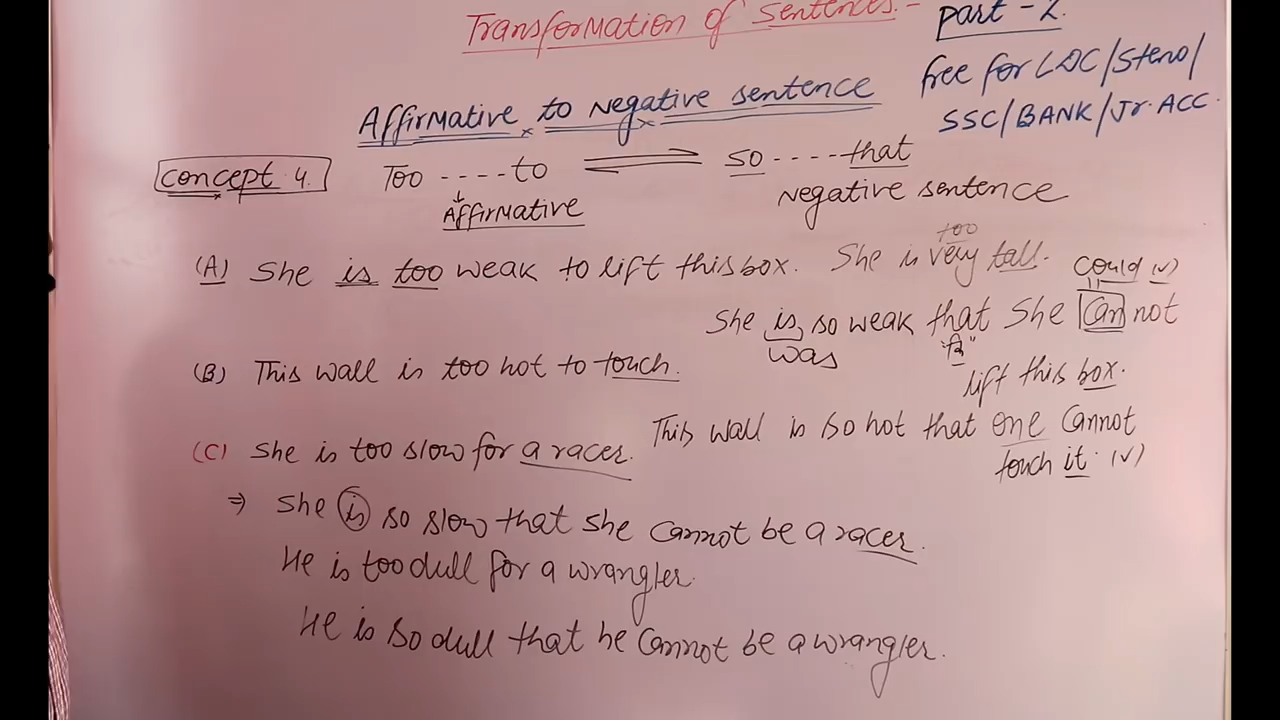 Transformation of Sentences.-
part - 2.
free for LDC/Steno/
SSC/BANK/Jr. ACC.
Affirmative to Negative sentence
Concept 4.
Too ----to ⇌ so ----that
Affirmative
Negative sentence
(A) She is too weak to lift this box.
She is very tall.
too
could (v)
She is so weak that she can not
was
lift this box.
(B) This wall is too hot to touch.
This wall is so hot that one cannot
touch it. (v)
(C) She is too slow for a racer.
⇒ She is so slow that she cannot be a racer.
He is too dull for a wrangler.
He is so dull that he cannot be a wrangler.